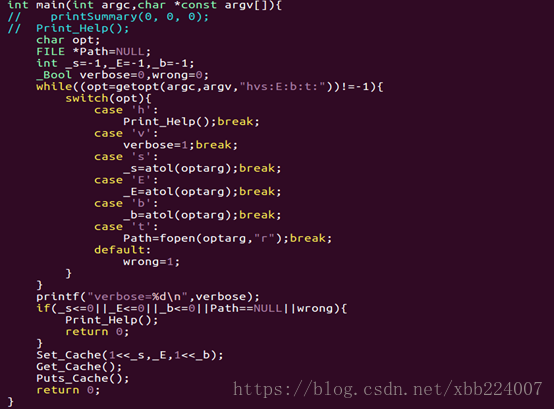 int main(int argc,char *const argv[]){
//    printSummary(0, 0, 0);
//  Print_Help();
    char opt;
    FILE *Path=NULL;
    int _s=-1,_E=-1,_b=-1;
    _Bool verbose=0,wrong=0;
    while((opt=getopt(argc,argv,"hvs:E:b:t:"))!=-1){
        switch(opt){
            case 'h':
                Print_Help();break;
            case 'v':
                verbose=1;break;
            case 's':
                _s=atol(optarg);break;
            case 'E':
                _E=atol(optarg);break;
            case 'b':
                _b=atol(optarg);break;
            case 't':
                Path=fopen(optarg,"r");break;
            default:
                wrong=1;
        }
    }
    printf("verbose=%d\n",verbose);
    if(_s<=0||_E<=0||_b<=0||Path==NULL||wrong){
        Print_Help();
        return 0;
    }
    Set_Cache(1<<_s,_E,1<<_b);
    Get_Cache();
    Puts_Cache();
    return 0;
}
https://blog.csdn.net/xbb224007